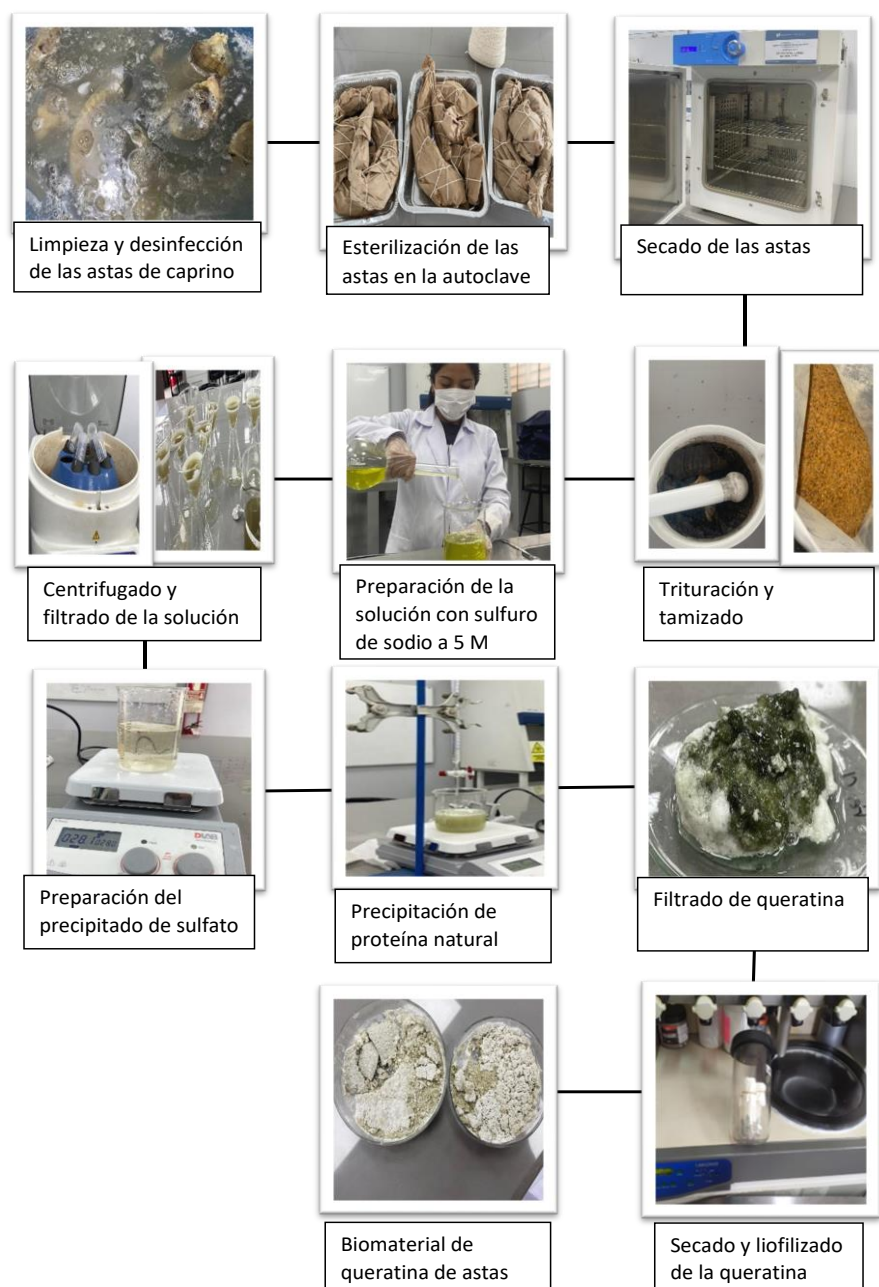 Limpieza y desinfección
de las astas de caprino
Esterilización de las
astas en la autoclave
Secado de las astas
Trituración y
tamizado
Preparación de la
solución con sulfuro
de sodio a 5 M
Centrifugado y
filtrado de la solución
Preparación del
precipitado de sulfato
Precipitación de
proteína natural
Filtrado de queratina
Secado y liofilizado
de la queratina
Biomaterial de
queratina de astas